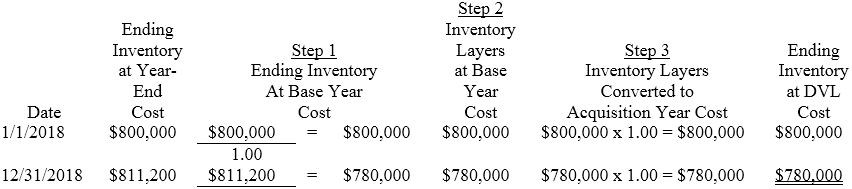 Step 2
Ending Inventory
Inventory Step 1 Layers Step 3 Ending
at Year- Ending Inventory at Base Inventory Layers Inventory
End At Base Year Year Converted to at DVL
Date Cost Cost Cost Acquisition Year Cost Cost
1/1/2018 $800,000 $800,000 = $800,000 $800,000 $800,000 x 1.00 = $800,000 $800,000
1.00
12/31/2018 $811,200 $811,200 = $780,000 $780,000 $780,000 x 1.00 = $780,000 $780,000